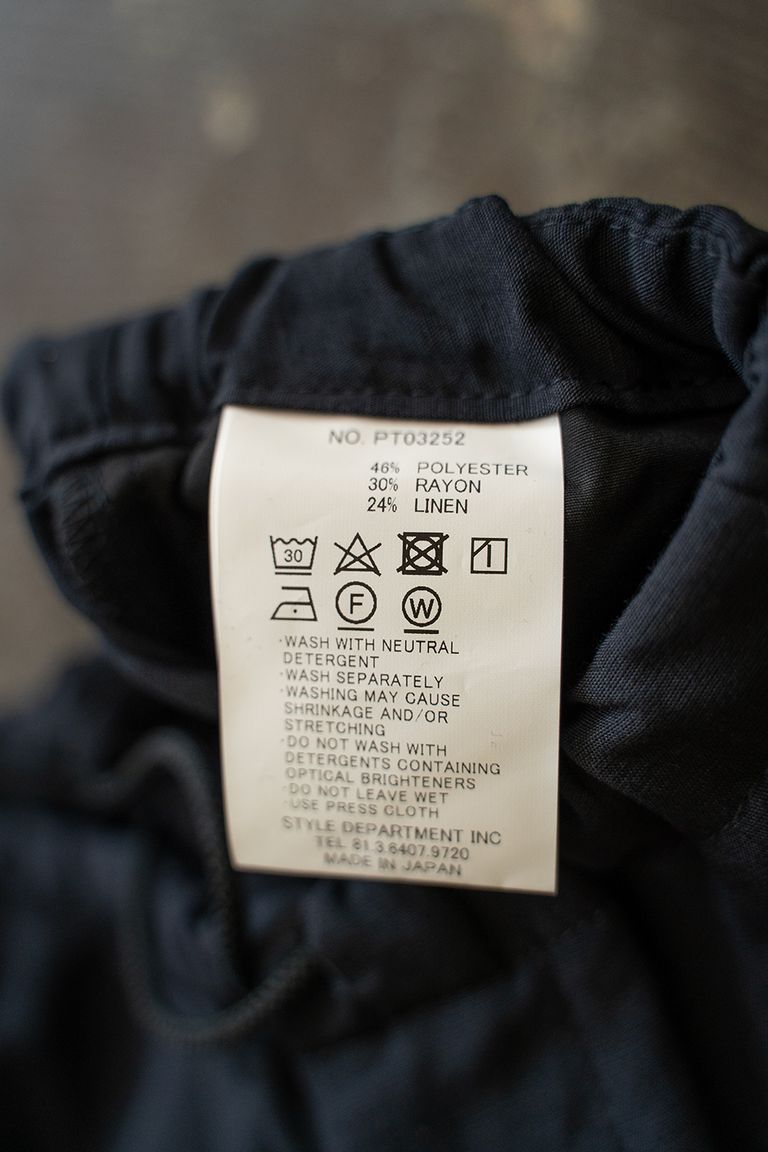 NO. PT03252
46% POLYESTER
30% RAYON
24% LINEN
30
F W
·WASH WITH NEUTRAL
DETERGENT
·WASH SEPARATELY
·WASHING MAY CAUSE
SHRINKAGE AND/OR
STRETCHING
·DO NOT WASH WITH
DETERGENTS CONTAINING
OPTICAL BRIGHTENERS
·DO NOT LEAVE WET
·USE PRESS CLOTH
STYLE DEPARTMENT INC
TEL 81.3.6407.9720
MADE IN JAPAN